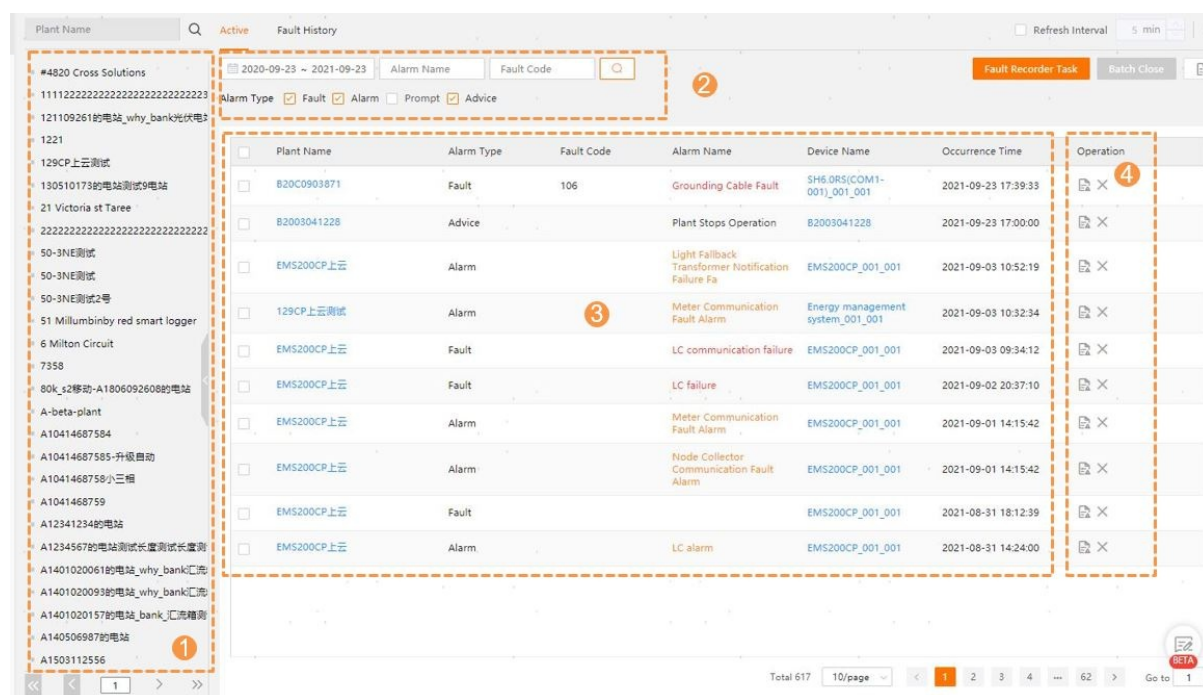 Plant Name
Active
Fault History
Refresh Interval
5 min
#4820 Cross Solutions
121109261的电站_why_bank光伏电
1221
129CP上云测试
130510173的电站测试9电站
21 Victoria st Taree
50-3NE测试
50-3NE测试
50-3NE测试2号
51 Millumbinby red smart logger
6 Milton Circuit
7358
80k_s2移动-A1806092608的电站
A-beta-plant
A10414687584
A10414687585-升级自动
A1041468758小三相
A1041468759
A12341234的电站
A1234567的电站测试长度测试长度测
A1401020061的电站_why_bank汇流
A1401020093的电站_why_bank汇流
A1401020157的电站_bank_汇流箱测
A140506987的电站
A1503112556
1
1
2020-09-23 ~ 2021-09-23
Alarm Name
Fault Code
2
Fault Recorder Task
Batch Close
Alarm Type Fault Alarm Prompt Advice
Plant Name Alarm Type Fault Code Alarm Name Device Name Occurrence Time Operation
4
B20C0903871 Fault 106 Grounding Cable Fault SH6.0RS(COM1-
001)_001_001 2021-09-23 17:39:33
B2003041228 Advice Plant Stops Operation B2003041228 2021-09-23 17:00:00
EMS200CP上云 Alarm Light Fallback
Transformer Notification
Failure Fa EMS200CP_001_001 2021-09-03 10:52:19
129CP上云测试 Alarm Meter Communication
Fault Alarm Energy management
system_001_001 2021-09-03 10:32:34
3
EMS200CP上云 Fault LC communication failure EMS200CP_001_001 2021-09-03 09:34:12
EMS200CP上云 Fault LC failure EMS200CP_001_001 2021-09-02 20:37:10
EMS200CP上云 Alarm Meter Communication
Fault Alarm EMS200CP_001_001 2021-09-01 14:15:42
EMS200CP上云 Alarm Node Collector
Communication Fault
Alarm EMS200CP_001_001 2021-09-01 14:15:42
EMS200CP上云 Fault EMS200CP_001_001 2021-08-31 18:12:39
EMS200CP上云 Alarm LC alarm EMS200CP_001_001 2021-08-31 14:24:00
BETA
Total 617 10/page < 1 2 3 4 ... 62 > Go to 1